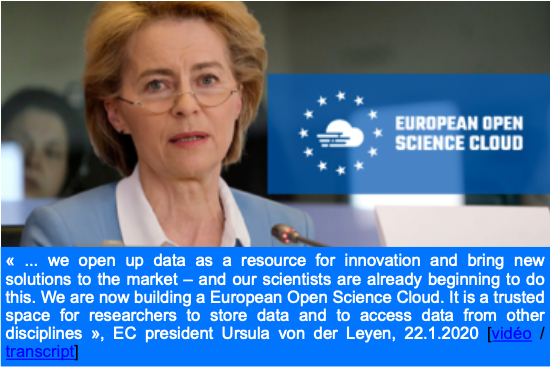 EUROPEAN OPEN
SCIENCE CLOUD
« ... we open up data as a resource for innovation and bring new
solutions to the market – and our scientists are already beginning to do
this. We are now building a European Open Science Cloud. It is a trusted
space for researchers to store data and to access data from other
disciplines », EC president Ursula von der Leyen, 22.1.2020 [vidéo /
transcript]